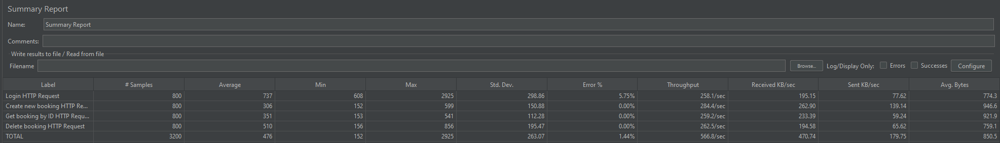 Summary Report
Name: Summary Report
Comments:
Write results to file / Read from file
Filename Browse... Log/Display Only: Errors Successes Configure
Label # Samples Average Min Max Std. Dev. Error % Throughput Received KB/sec Sent KB/sec Avg. Bytes
Login HTTP Request 800 737 608 2925 298.86 5.75% 258.1/sec 195.15 77.62 774.3
Create new booking HTTP Re... 800 306 152 599 150.88 0.00% 284.4/sec 262.90 139.14 946.6
Get booking by ID HTTP Requ... 800 351 153 541 112.28 0.00% 259.2/sec 233.39 59.24 921.9
Delete booking HTTP Request 800 510 156 856 195.47 0.00% 262.5/sec 194.58 65.62 759.1
TOTAL 3200 476 152 2925 263.07 1.44% 566.8/sec 470.74 179.75 850.5